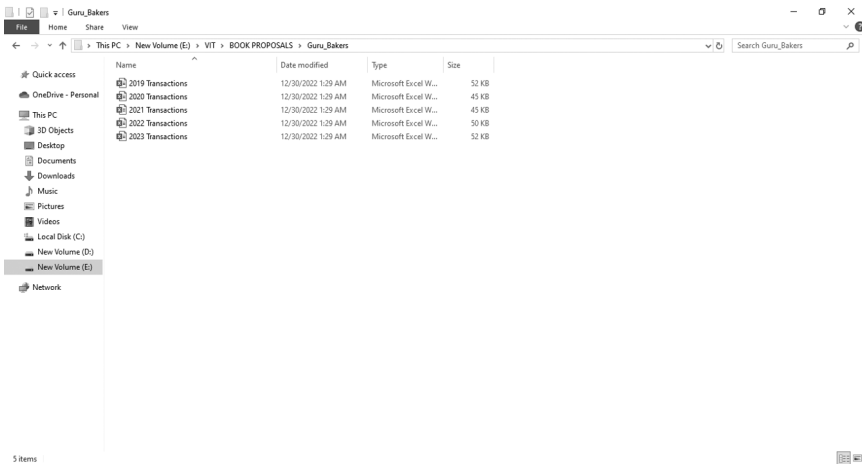 Guru_Bakers
File Home Share View
This PC > New Volume (E:) > VIT > BOOK PROPOSALS > Guru_Bakers
Search Guru_Bakers
Quick access
OneDrive - Personal
This PC
3D Objects
Desktop
Documents
Downloads
Music
Pictures
Videos
Local Disk (C:)
New Volume (D:)
New Volume (E:)
Network
Name Date modified Type Size
2019 Transactions 12/30/2022 1:29 AM Microsoft Excel W... 52 KB
2020 Transactions 12/30/2022 1:29 AM Microsoft Excel W... 45 KB
2021 Transactions 12/30/2022 1:29 AM Microsoft Excel W... 45 KB
2022 Transactions 12/30/2022 1:29 AM Microsoft Excel W... 50 KB
2023 Transactions 12/30/2022 1:29 AM Microsoft Excel W... 52 KB
5 items